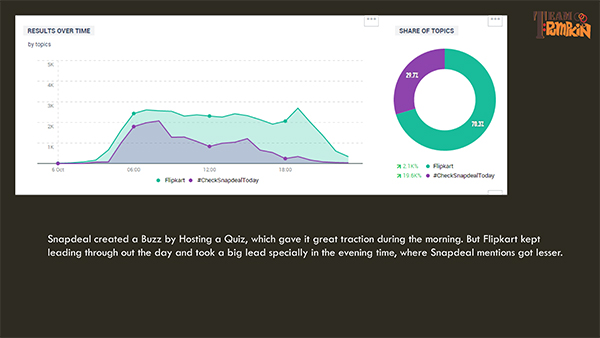 TEAM
PUMPKIN
RESULTS OVER TIME
by topics
5K
4K
3K
2K
1K
6 Oct
06:00
12:00
18:00
Flipkart
#CheckSnapdealToday
SHARE OF TOPICS
29.7%
70.3%
2.1K% Flipkart
19.8K% #CheckSnapdealToday
Snapdeal created a Buzz by Hosting a Quiz, which gave it great traction during the morning. But Flipkart kept
leading through out the day and took a big lead specially in the evening time, where Snapdeal mentions got lesser.